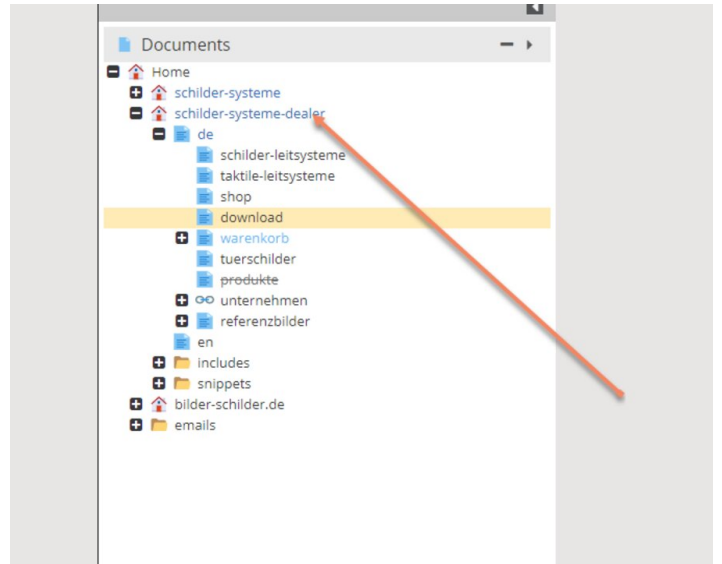 Documents
Home
schilder-systeme
schilder-systeme-dealer
de
schilder-leitsysteme
taktile-leitsysteme
shop
download
warenkorb
tuerschilder
produkte
unternehmen
referenzbilder
en
includes
snippets
bilder-schilder.de
emails